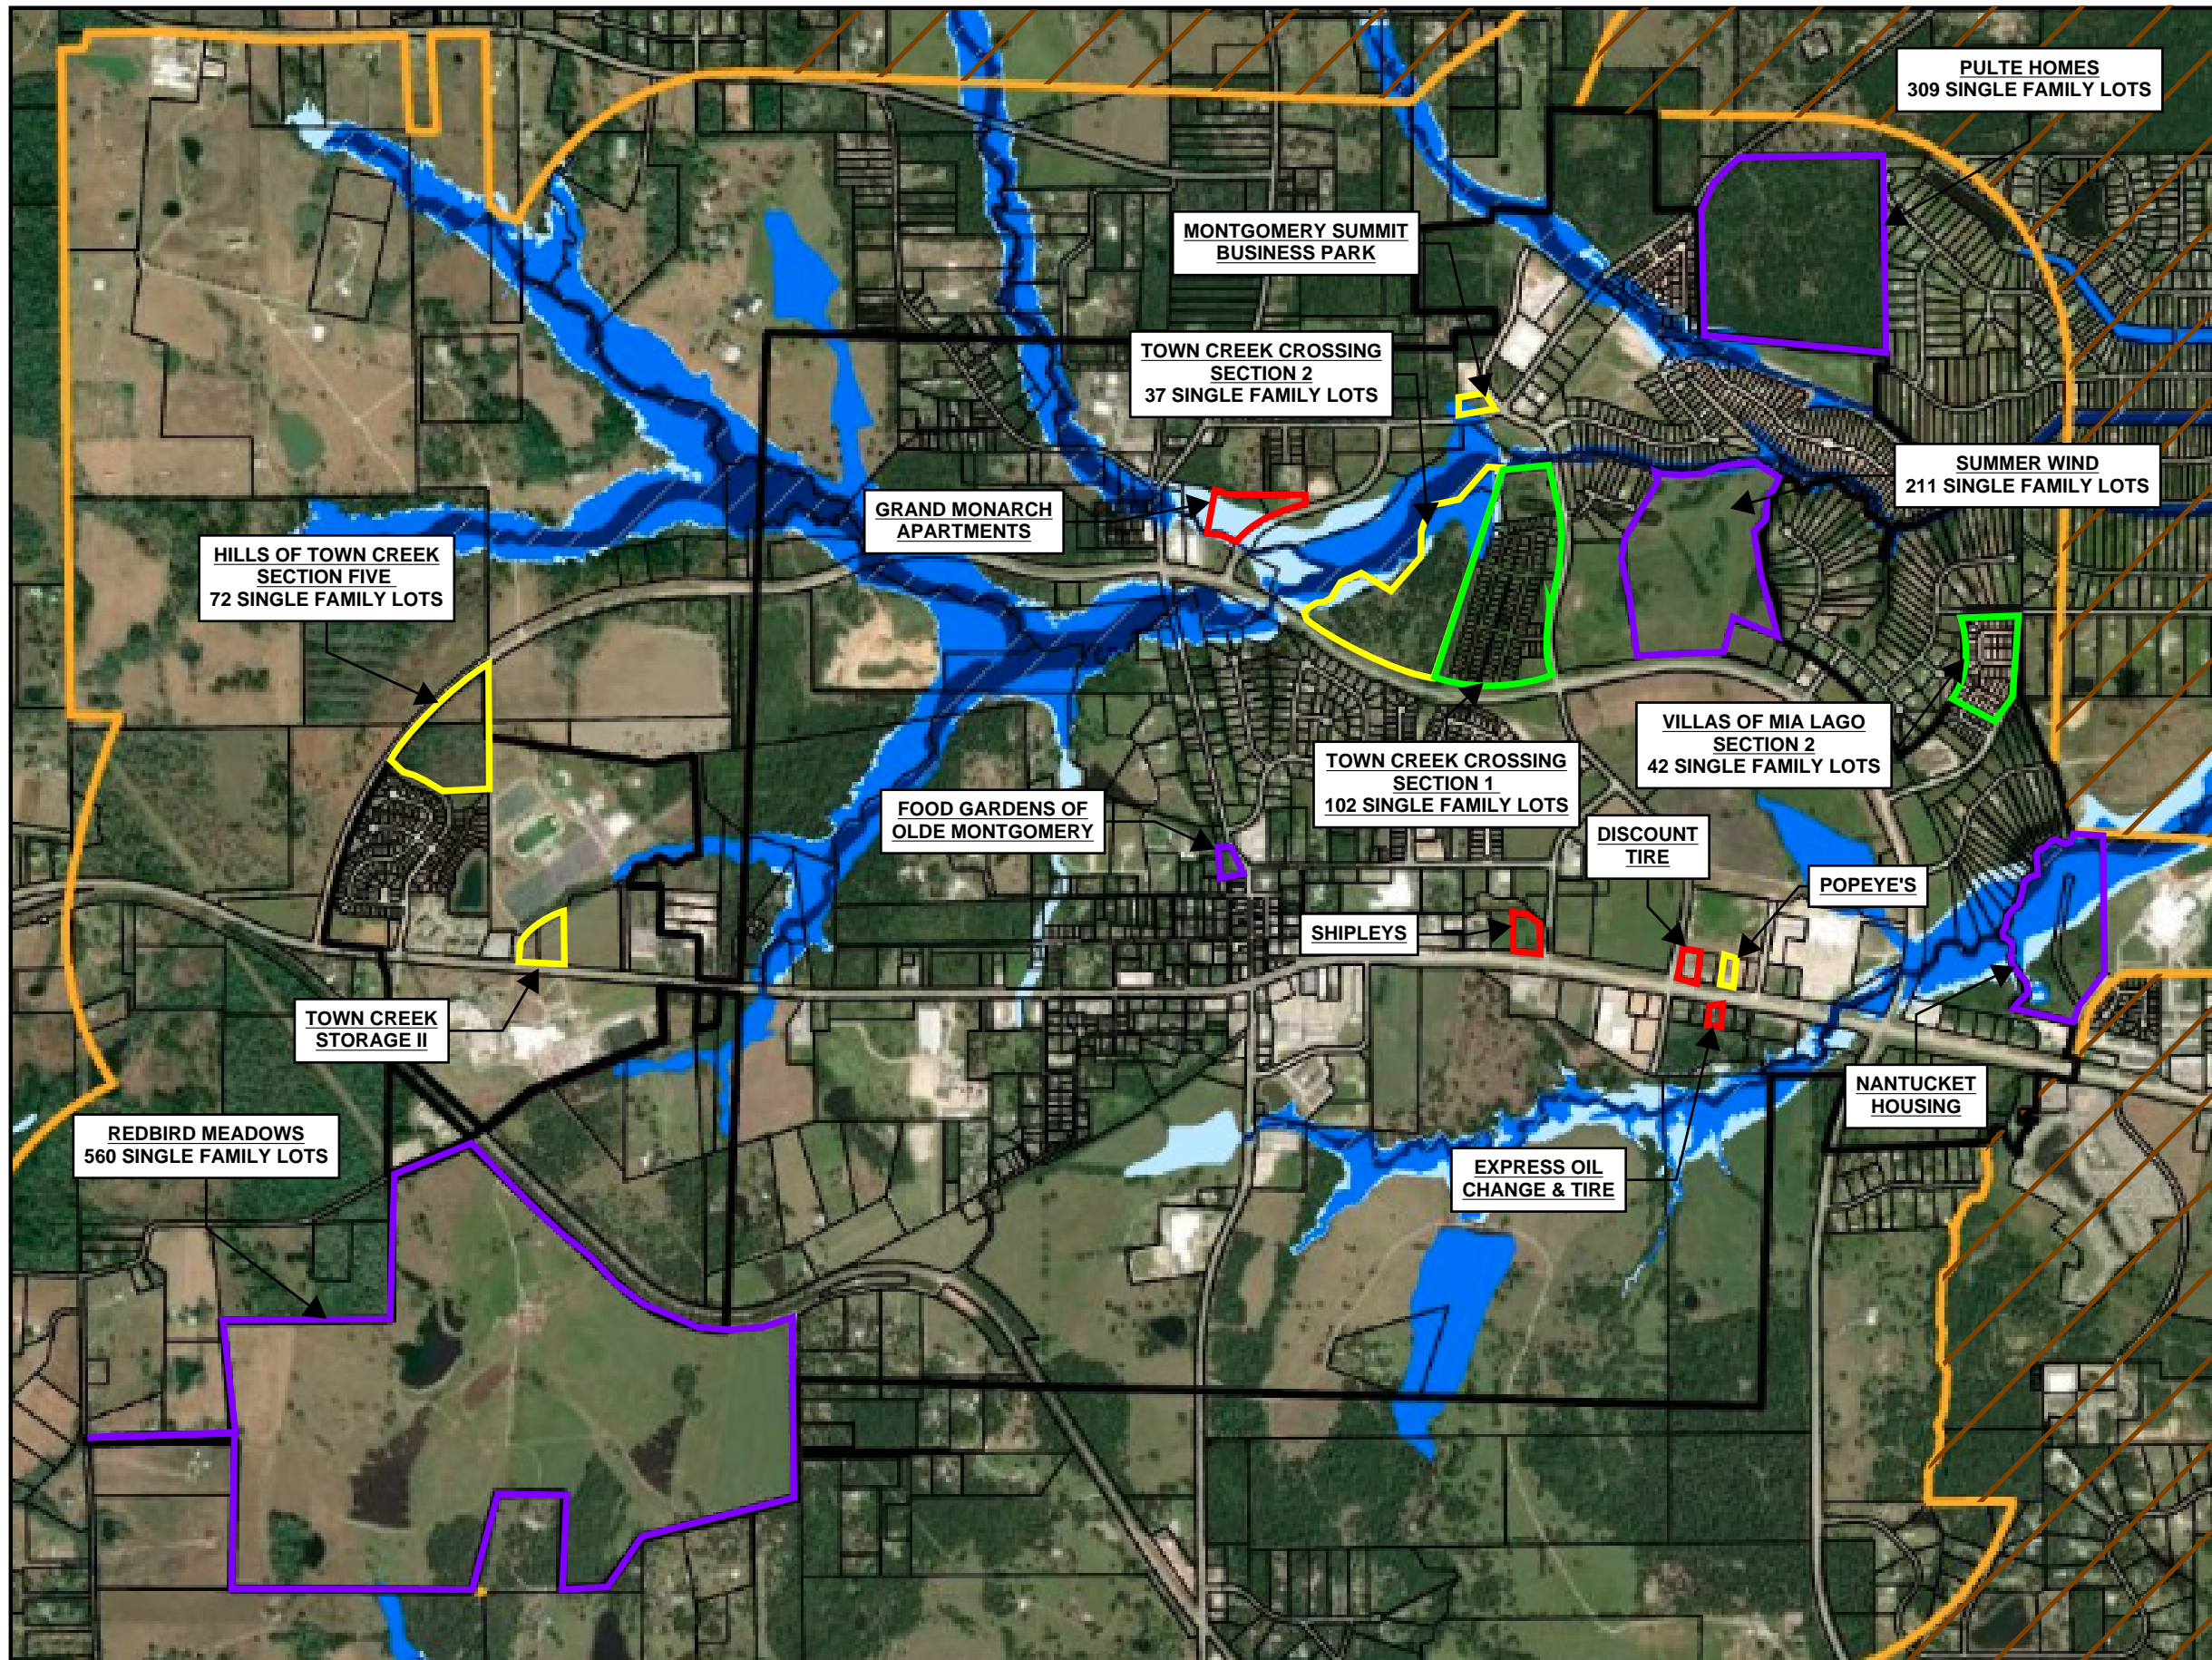 PULTE HOMES
309 SINGLE FAMILY LOTS
MONTGOMERY SUMMIT
BUSINESS PARK
TOWN CREEK CROSSING
SECTION 2
37 SINGLE FAMILY LOTS
SUMMER WIND
211 SINGLE FAMILY LOTS
GRAND MONARCH
APARTMENTS
HILLS OF TOWN CREEK
SECTION FIVE
72 SINGLE FAMILY LOTS
VILLAS OF MIA LAGO
SECTION 2
42 SINGLE FAMILY LOTS
TOWN CREEK CROSSING
SECTION 1
102 SINGLE FAMILY LOTS
FOOD GARDENS OF
OLDE MONTGOMERY
DISCOUNT
TIRE
POPEYE'S
SHIPLEYS
TOWN CREEK
STORAGE II
NANTUCKET
HOUSING
REDBIRD MEADOWS
560 SINGLE FAMILY LOTS
EXPRESS OIL
CHANGE & TIRE